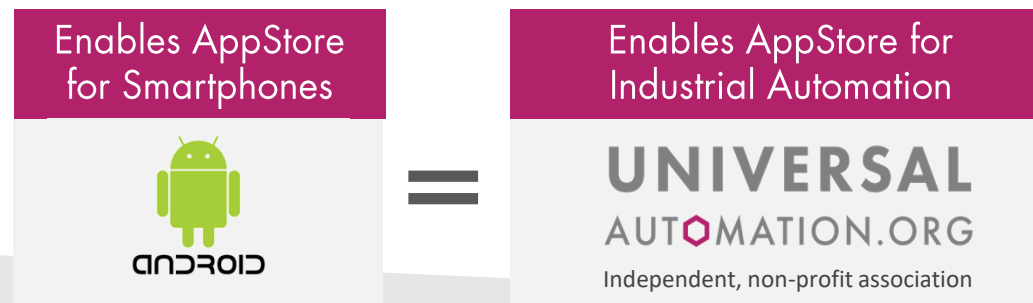 Enables AppStore
for Smartphones
ANDROID
=
Enables AppStore for
Industrial Automation
UNIVERSAL
AUTOMATION.ORG
Independent, non-profit association